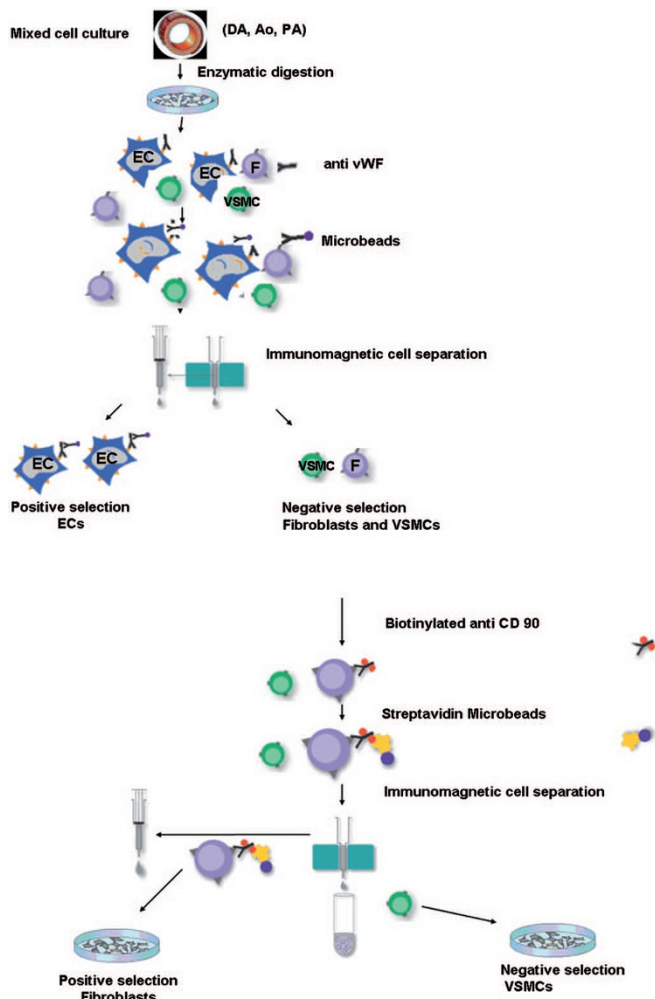 Mixed cell culture
(DA, Ao, PA)
Enzymatic digestion
EC
EC
F
anti vWF
VSMC
Microbeads
Immunomagnetic cell separation
EC
EC
VSMC
F
Positive selection
ECs
Negative selection
Fibroblasts and VSMCs
Biotinylated anti CD 90
Streptavidin Microbeads
Immunomagnetic cell separation
Positive selection
Fibroblasts
Negative selection
VSMCs